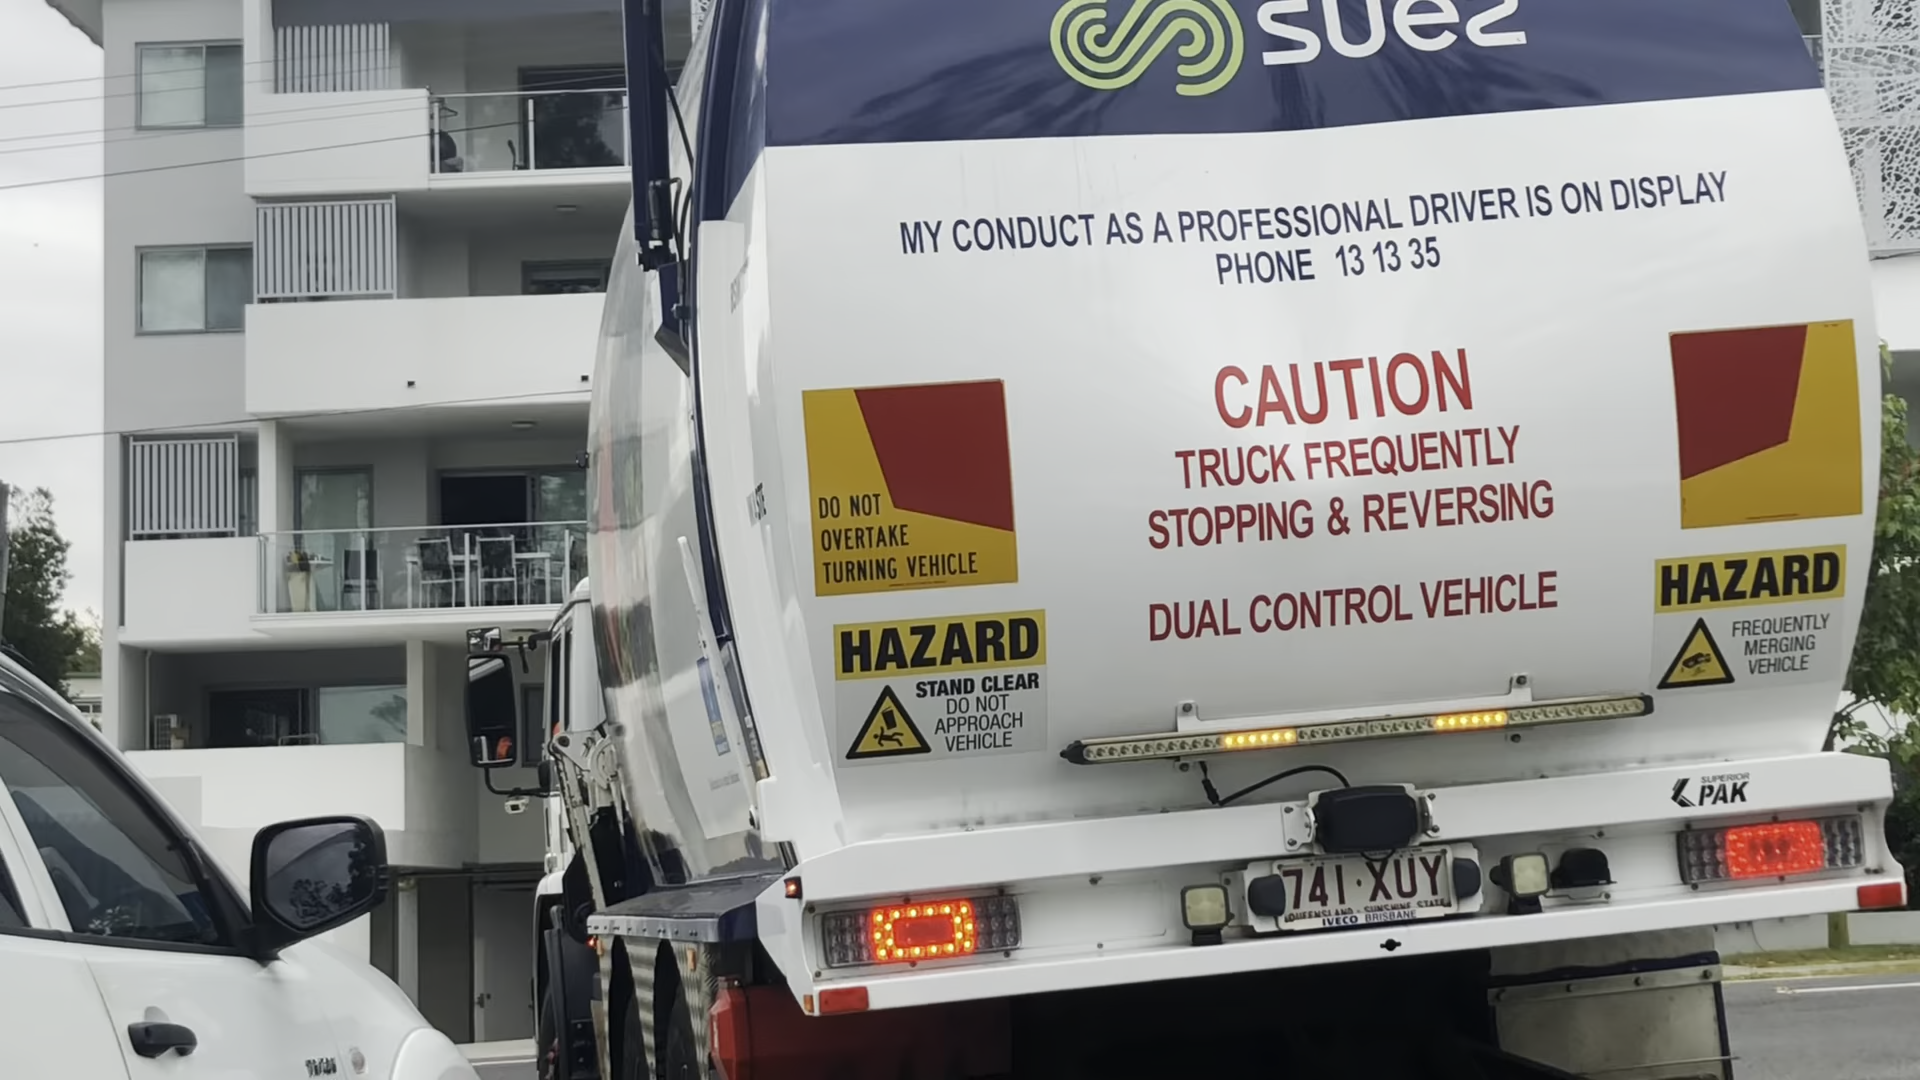 suez
MY CONDUCT AS A PROFESSIONAL DRIVER IS ON DISPLAY
PHONE 13 13 35
CAUTION
TRUCK FREQUENTLY
STOPPING & REVERSING
DUAL CONTROL VEHICLE
DO NOT
OVERTAKE
TURNING VEHICLE
HAZARD
STAND CLEAR
DO NOT
APPROACH
VEHICLE
HAZARD
FREQUENTLY
MERGING
VEHICLE
SUPERIOR
PAK
741·XUY
QUEENSLAND - SUNSHINE STATE
IVECO BRISBANE